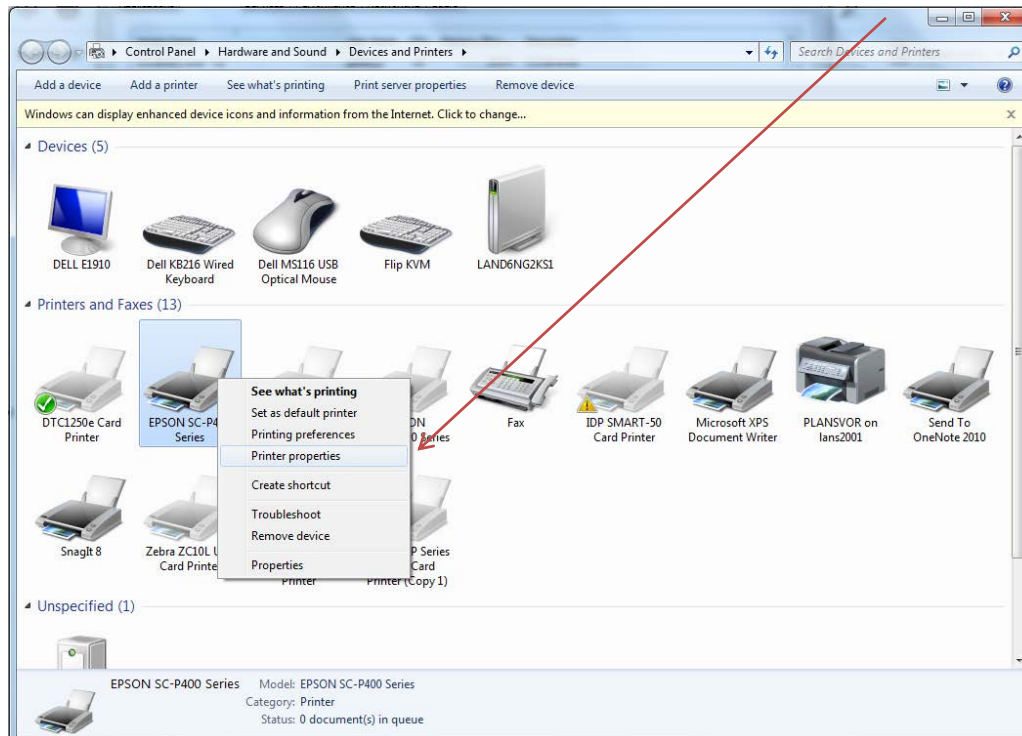 Control Panel ▸ Hardware and Sound ▸ Devices and Printers ▸
Search Devices and Printers
Add a device Add a printer See what's printing Print server properties Remove device
Windows can display enhanced device icons and information from the Internet. Click to change...
Devices (5)
DELL E1910
Dell KB216 Wired
Keyboard
Dell MS116 USB
Optical Mouse
Flip KVM
LAND6NG2KS1
Printers and Faxes (13)
DTC1250e Card
Printer
EPSON SC-P4
Series
ON
0 Series
Fax
IDP SMART-50
Card Printer
Microsoft XPS
Document Writer
PLANSVOR on
lans2001
Send To
OneNote 2010
See what's printing
Set as default printer
Printing preferences
Printer properties
Create shortcut
Troubleshoot
Remove device
Properties
SnagIt 8
Zebra ZC10L U
Card Printe
Printer
P Series
Card
Printer (Copy 1)
Unspecified (1)
EPSON SC-P400 Series Model: EPSON SC-P400 Series
Category: Printer
Status: 0 document(s) in queue